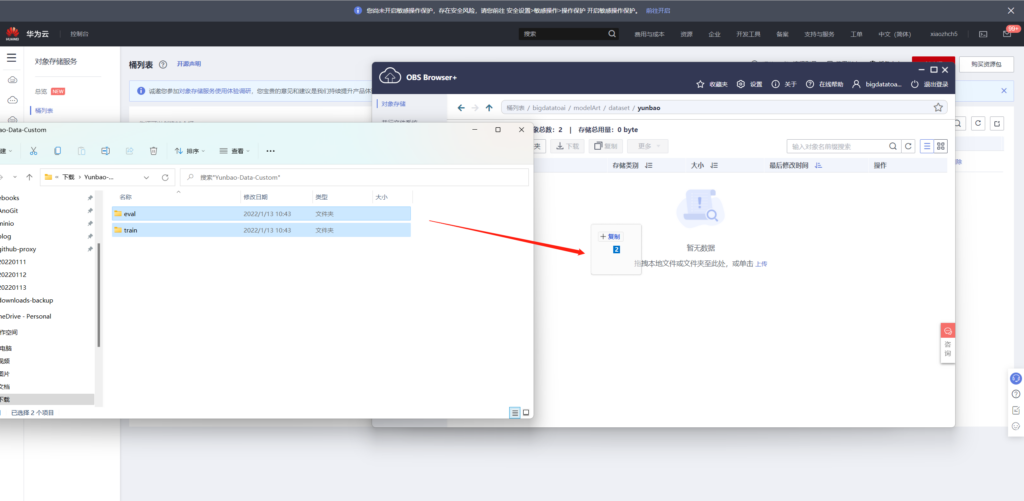 您尚未开启敏感操作保护，存在安全风险，请您前往 安全设置>敏感操作>操作保护 开启敏感操作保护。 前往开启
HUAWEI
华为云
控制台
搜索
费用与成本
资源
企业
开发工具
备案
支持与服务
工单
中文 (简体)
xiaozhch5
99+
对象存储服务
总览 NEW
桶列表
桶列表
开源声明
诚邀您参加对象存储服务使用体验调研，您宝贵的意见和建议是我们持续提升产品体
购买资源包
OBS Browser+
收藏夹
设置
关于
在线帮助
bigdatatoa...
退出登录
对象存储
桶列表 / bigdatatoai / modelArt / dataset / yunbao
象总数：2 | 存储总用量：0 byte
夹
下载
复制
更多
输入对象名前缀搜索
存储类别
大小
最后修改时间
操作
暂无数据
拖拽本地文件或文件夹至此处，或单击 上传
+ 复制
2
咨
询
ao-Data-Custom
建
排序
查看
下载 › Yunbao-...
搜索"Yunbao-Data-Custom"
名称
修改日期
类型
大小
eval
2022/1/13 10:43
文件夹
train
2022/1/13 10:43
文件夹
ybooks
AnoGit
minio
blog
github-proxy
20220111
20220112
20220113
downloads-backup
neDrive - Personal
作空间
电脑
视频
图片
文档
下载
已选择 2 个项目